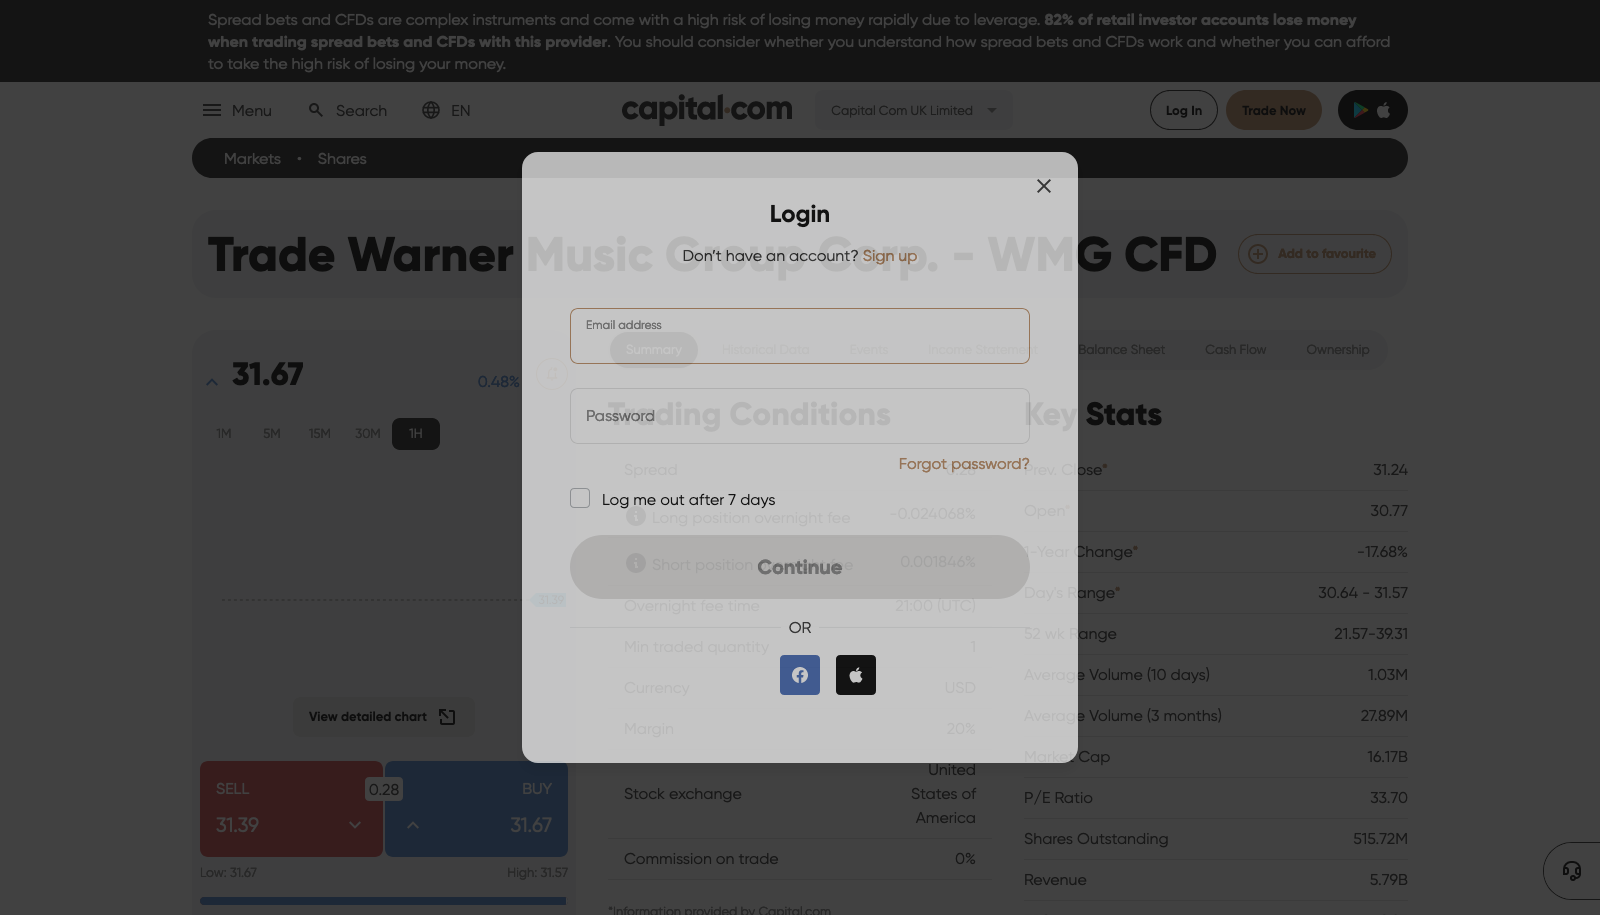 Spread bets and CFDs are complex instruments and come with a high risk of losing money rapidly due to leverage. 82% of retail investor accounts lose money
when trading spread bets and CFDs with this provider. You should consider whether you understand how spread bets and CFDs work and whether you can afford
to take the high risk of losing your money.
Menu
Search
EN
capital.com
Capital Com UK Limited
Log In
Trade Now
Markets • Shares
Trade Warner Music Group Corp. - WMG CFD
Add to favourite
Login
Don't have an account? Sign up
Email address
Password
Forgot password?
Log me out after 7 days
Continue
OR
31.67
0.48%
1M
5M
15M
30M
1H
31.39
View detailed chart
SELL
31.39
0.28
BUY
31.67
Low: 31.67
High: 31.57
Summary
Historical Data
Events
Income Statement
Balance Sheet
Cash Flow
Ownership
Trading Conditions
Spread 0.28
Long position overnight fee -0.024068%
Short position overnight fee 0.001846%
Overnight fee time 21:00 (UTC)
Min traded quantity 1
Currency USD
Margin 20%
Stock exchange United
States of
America
Commission on trade 0%
*Information provided by Capital.com
Key Stats
Prev. Close* 31.24
Open* 30.77
1-Year Change* -17.68%
Day's Range* 30.64 - 31.57
52 wk Range 21.57-39.31
Average Volume (10 days) 1.03M
Average Volume (3 months) 27.89M
Market Cap 16.17B
P/E Ratio 33.70
Shares Outstanding 515.72M
Revenue 5.79B